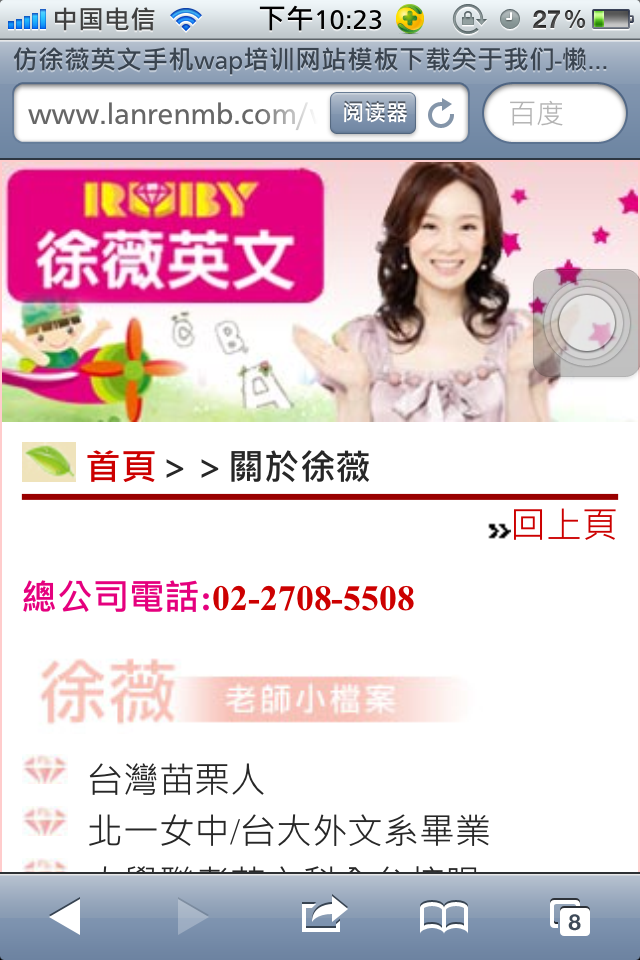 中国电信 下午10:23 27%
仿徐薇英文手机wap培训网站模板下载关于我们-懒...
www.lanrenmb.com/ 阅读器 百度
RUBY
徐薇英文
C B A
首頁 > > 關於徐薇
回上頁
總公司電話:02-2708-5508
徐薇 老師小檔案
台灣苗栗人
北一女中/台大外文系畢業
8